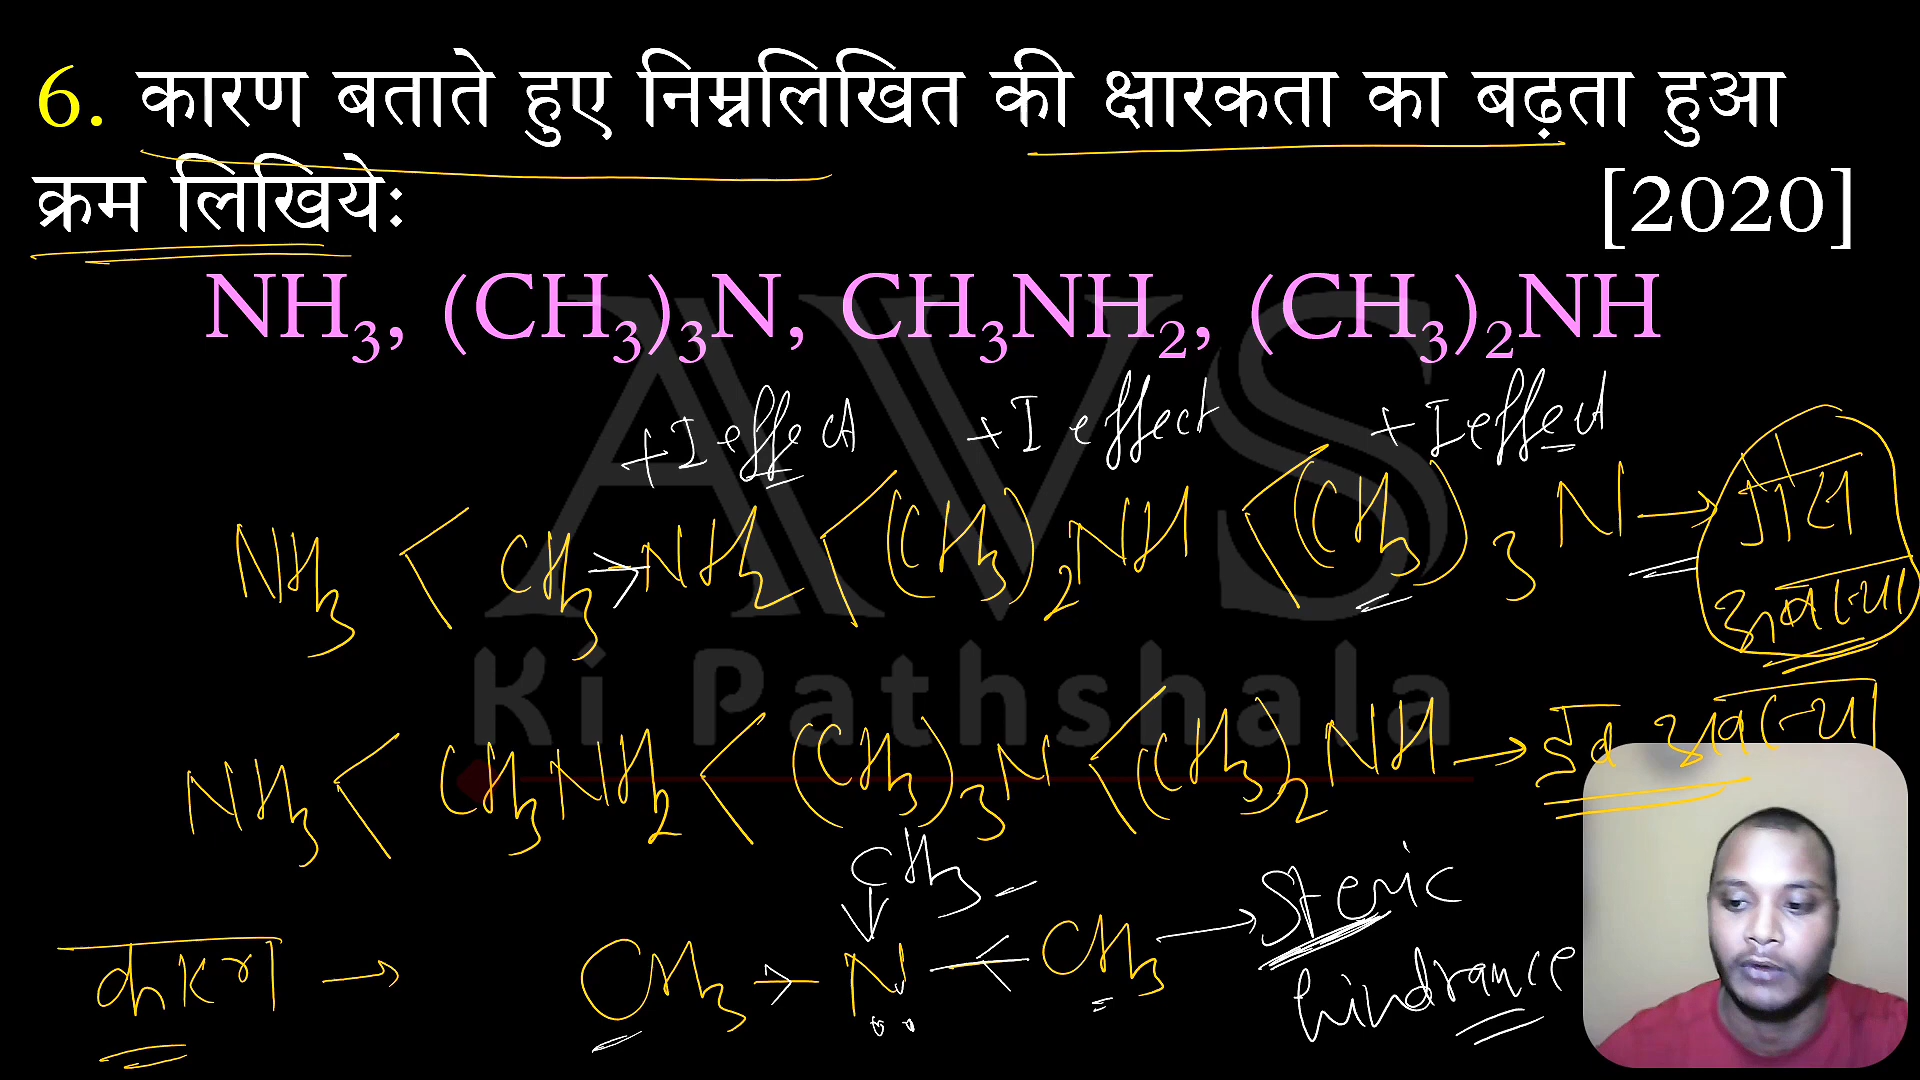 6. कारण बताते हुए निम्नलिखित की क्षारकता का बढ़ता हुआ
क्रम लिखिये: [2020]
NH₃, (CH₃)₃N, CH₃NH₂, (CH₃)₂NH
+I effect +I effect +I effect
NH₃ < CH₃→NH₂ < (CH₃)₂NH < (CH₃)₃N → गैस
अवस्था
NH₃ < CH₃NH₂ < (CH₃)₃N < (CH₃)₂NH → द्रव अवस्था
CH₃
कारण → CH₃ → N ← CH₃ → Steric
hindrance
AVS
Ki Pathshala